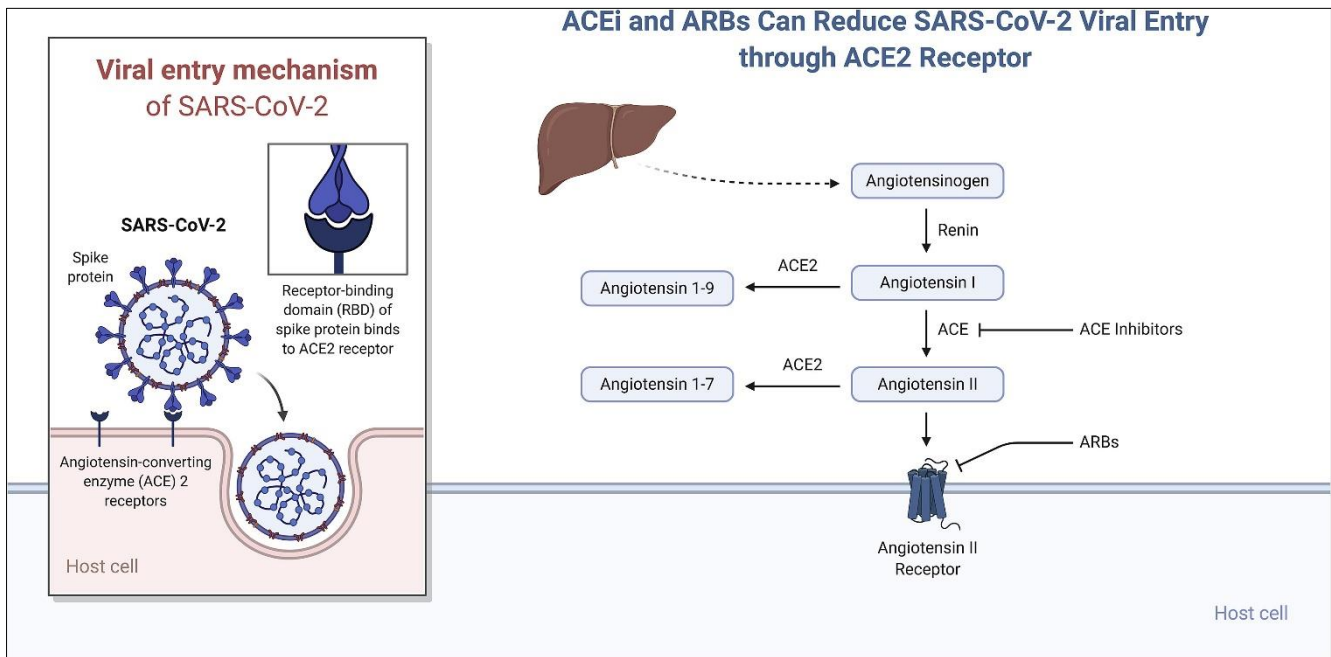 ACEi and ARBs Can Reduce SARS-CoV-2 Viral Entry
through ACE2 Receptor
Viral entry mechanism
of SARS-CoV-2
SARS-CoV-2
Spike
protein
Receptor-binding
domain (RBD) of
spike protein binds
to ACE2 receptor
Angiotensin-converting
enzyme (ACE) 2
receptors
Host cell
Angiotensinogen
Renin
ACE2
Angiotensin 1-9
Angiotensin I
ACE
ACE Inhibitors
ACE2
Angiotensin 1-7
Angiotensin II
ARBs
Angiotensin II
Receptor
Host cell